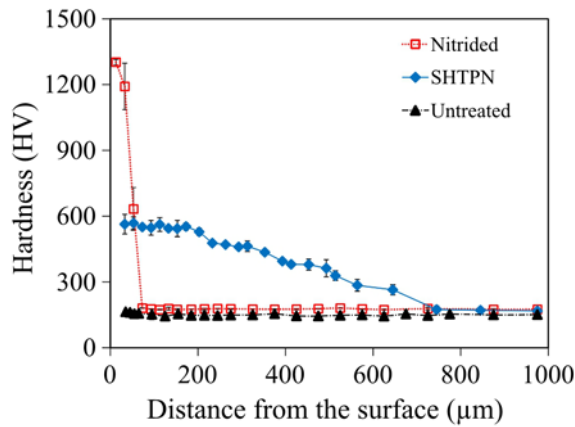 1500
1200
900
600
300
0
Hardness (HV)
Nitrided
SHTPN
Untreated
0 200 400 600 800 1000
Distance from the surface (µm)